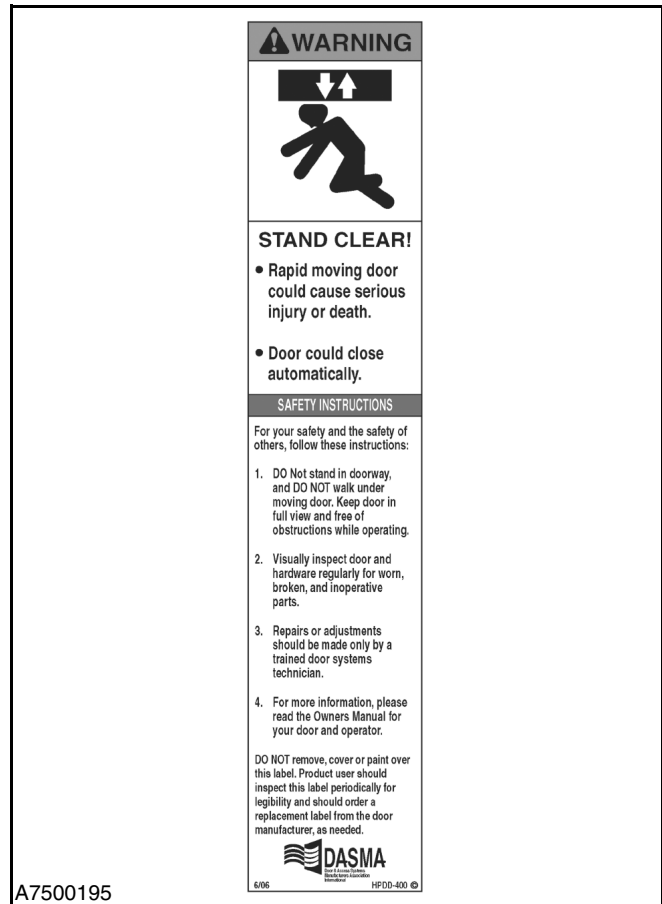 WARNING
STAND CLEAR!
• Rapid moving door
could cause serious
injury or death.
• Door could close
automatically.
SAFETY INSTRUCTIONS
For your safety and the safety of
others, follow these instructions:
1. DO Not stand in doorway,
and DO NOT walk under
moving door. Keep door in
full view and free of
obstructions while operating.
2. Visually inspect door and
hardware regularly for worn,
broken, and inoperative
parts.
3. Repairs or adjustments
should be made only by a
trained door systems
technician.
4. For more information, please
read the Owners Manual for
your door and operator.
DO NOT remove, cover or paint over
this label. Product user should
inspect this label periodically for
legibility and should order a
replacement label from the door
manufacturer, as needed.
DASMA
Door & Access Systems
Manufacturers Association
International
6/06 HPDD-400 ©
A7500195